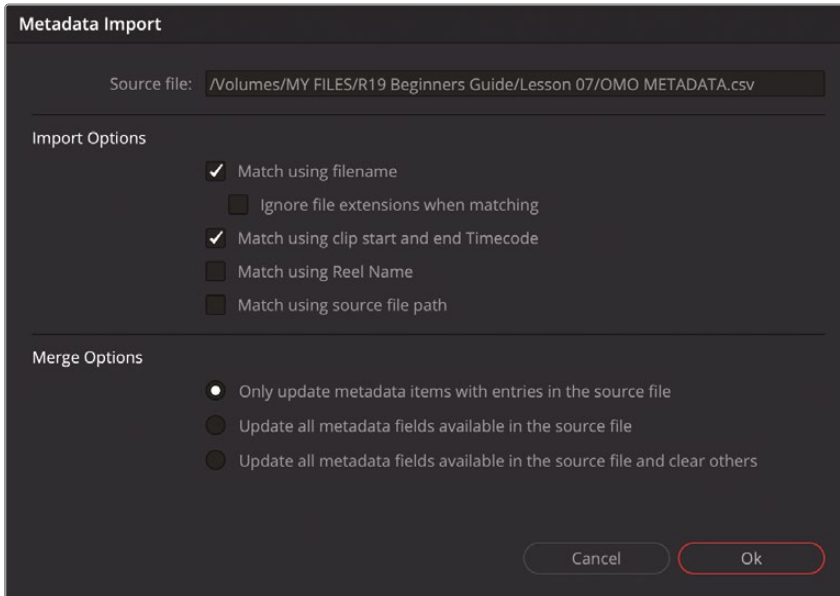 Metadata Import
Source file: /Volumes/MY FILES/R19 Beginners Guide/Lesson 07/OMO METADATA.csv
Import Options
Match using filename
Ignore file extensions when matching
Match using clip start and end Timecode
Match using Reel Name
Match using source file path
Merge Options
Only update metadata items with entries in the source file
Update all metadata fields available in the source file
Update all metadata fields available in the source file and clear others
Cancel Ok